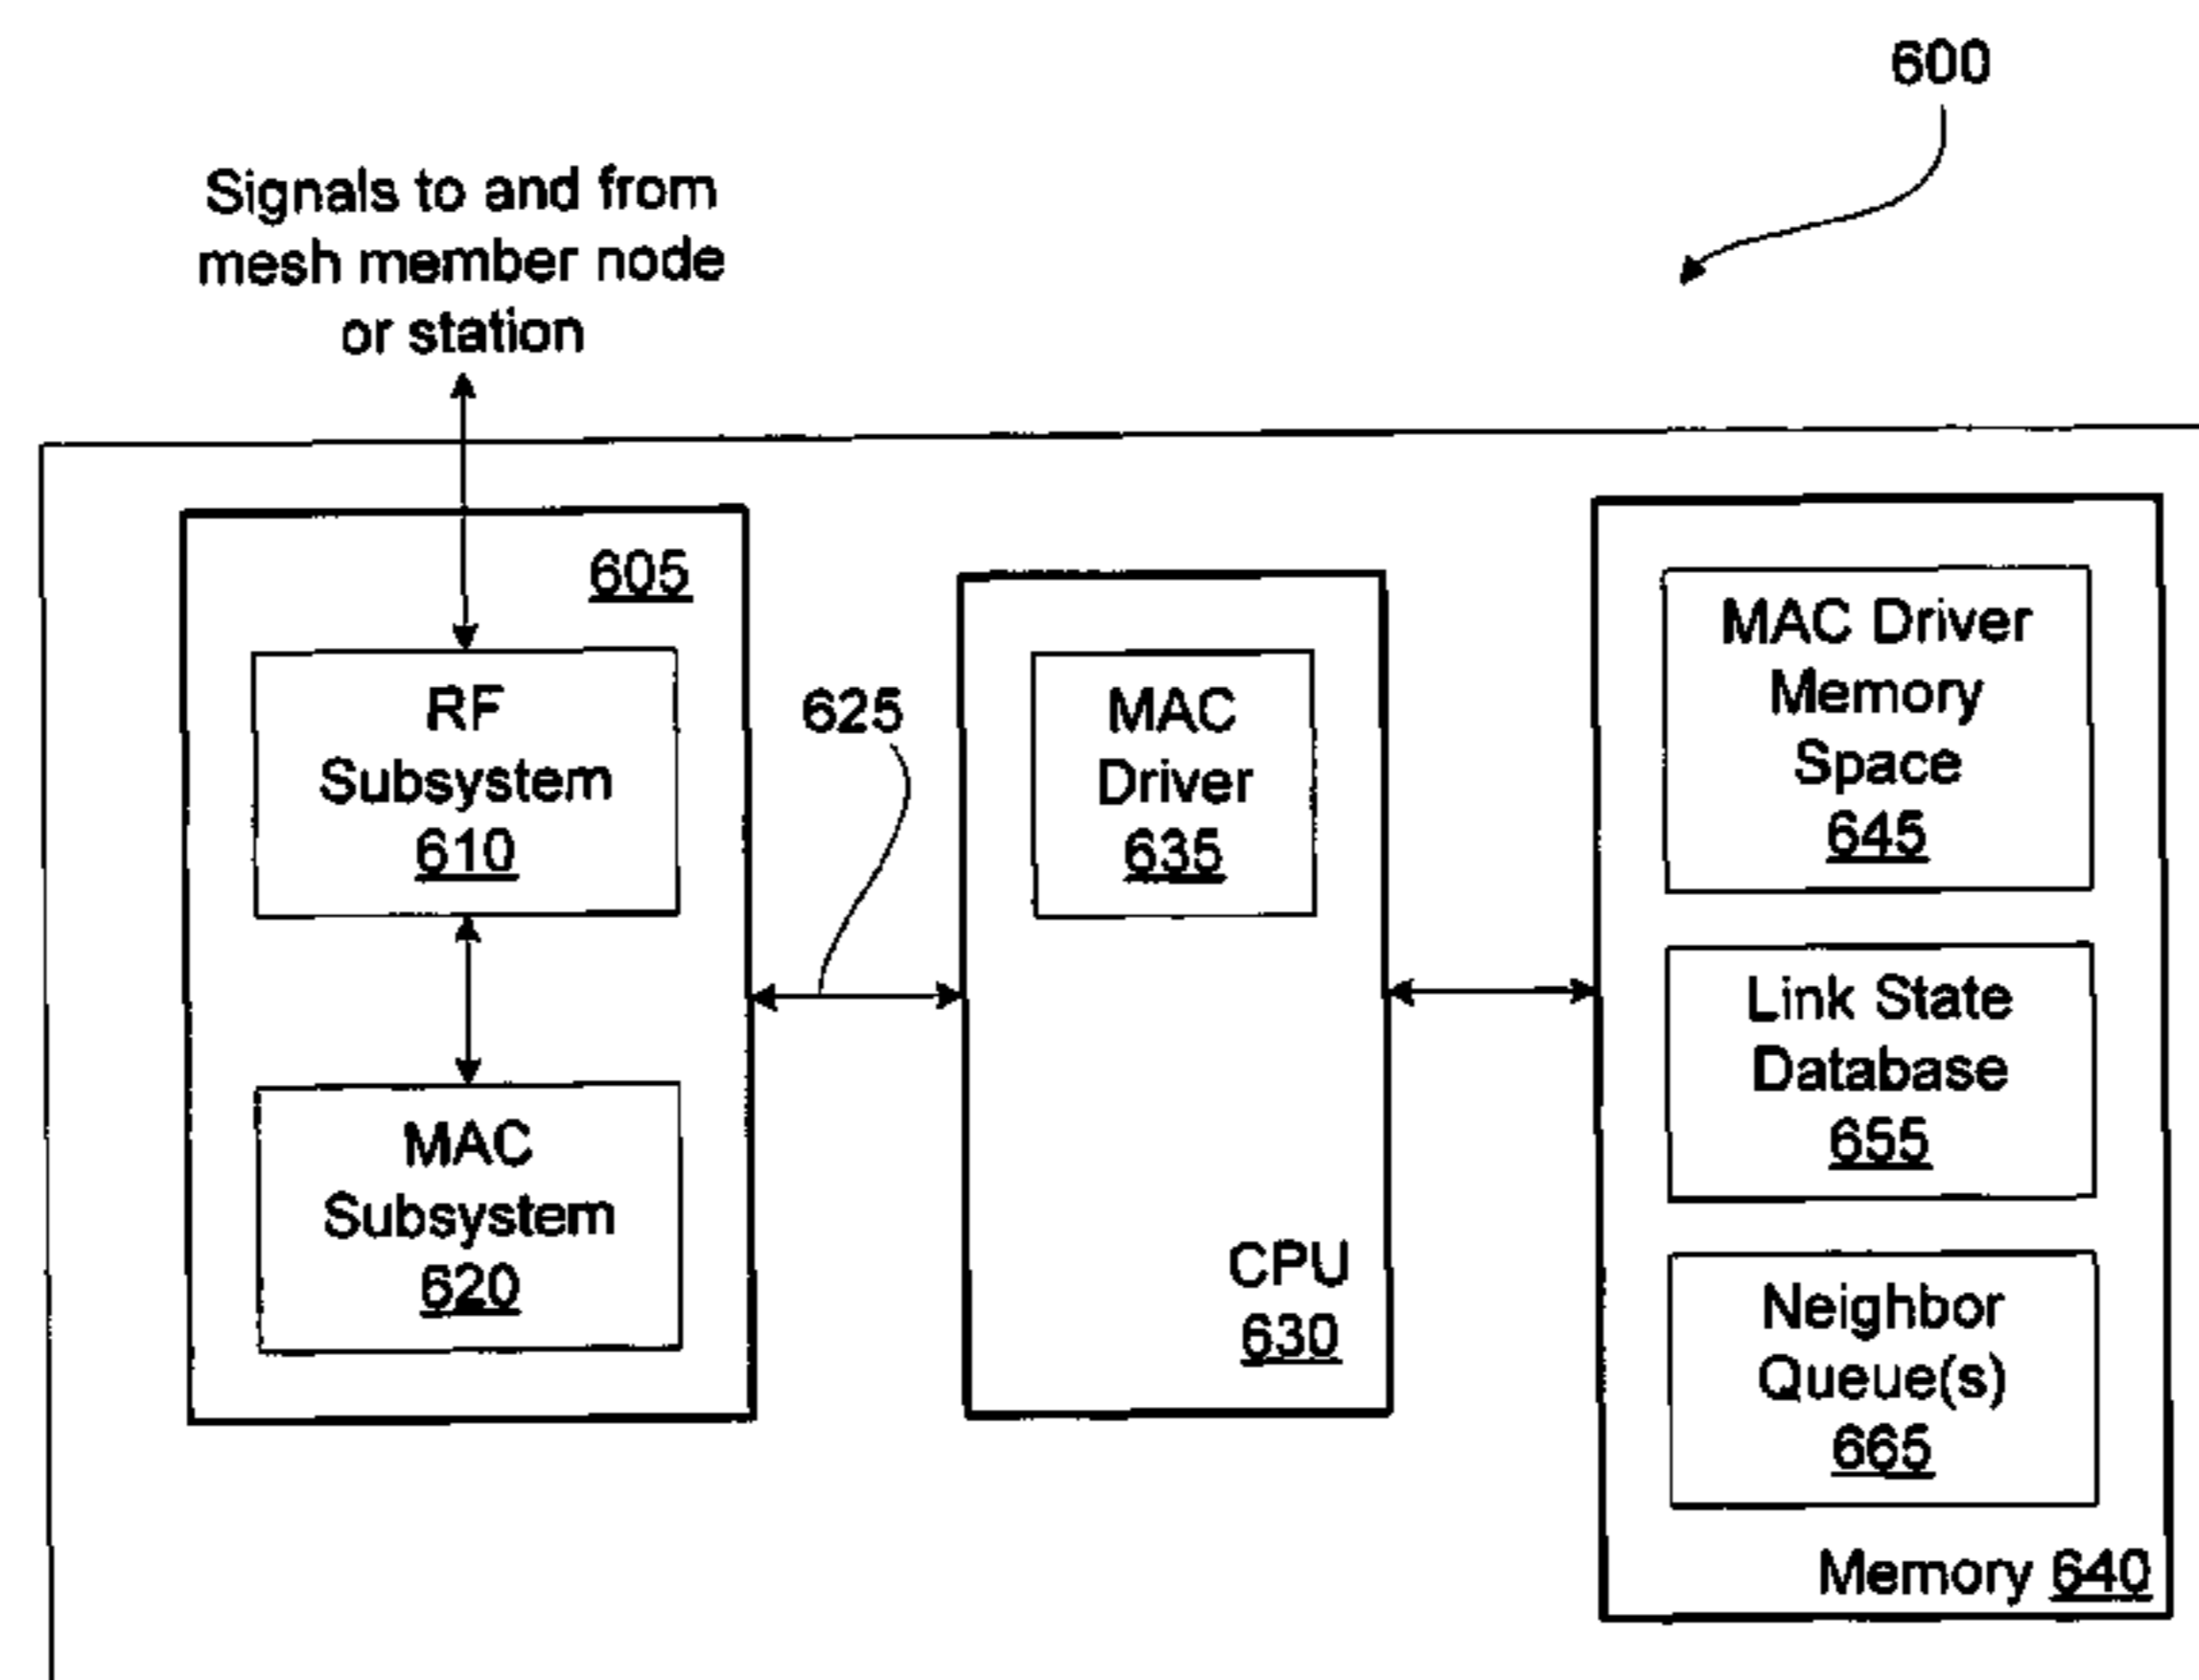 600
Signals to and from
mesh member node
or station
605
RF
Subsystem
610
MAC
Subsystem
620
625
MAC
Driver
635
CPU
630
MAC Driver
Memory
Space
645
Link State
Database
655
Neighbor
Queue(s)
665
Memory 640